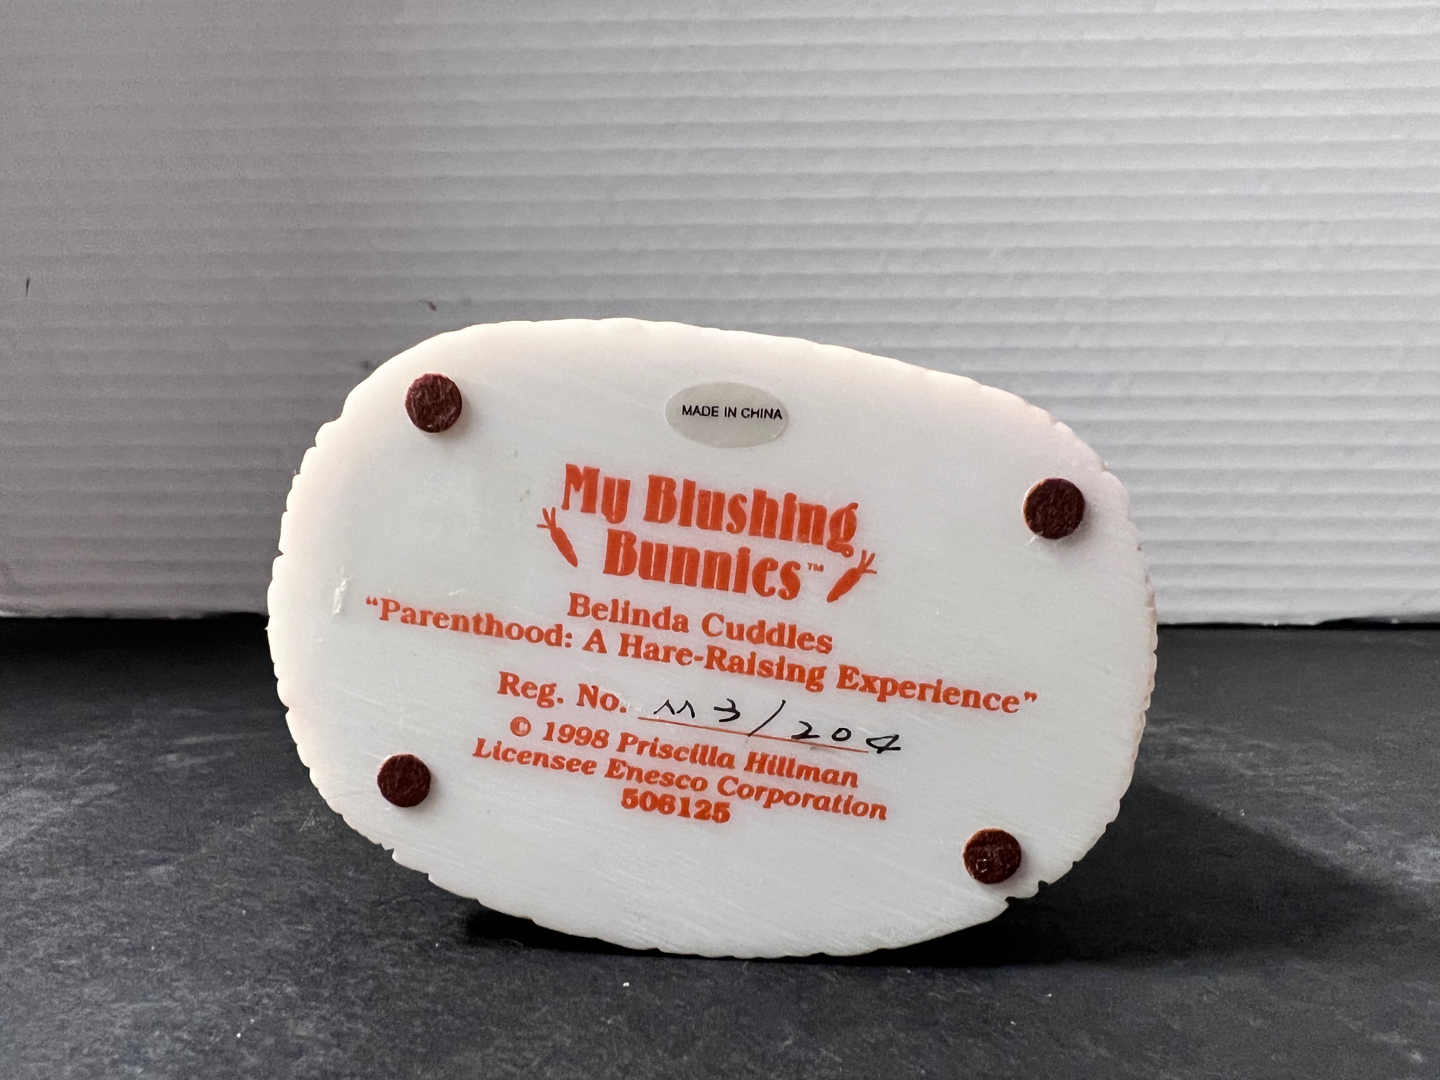 MADE IN CHINA
My Blushing
Bunnies™
Belinda Cuddles
“Parenthood: A Hare-Raising Experience”
Reg. No. M3/204
© 1998 Priscilla Hillman
Licensee Enesco Corporation
506125